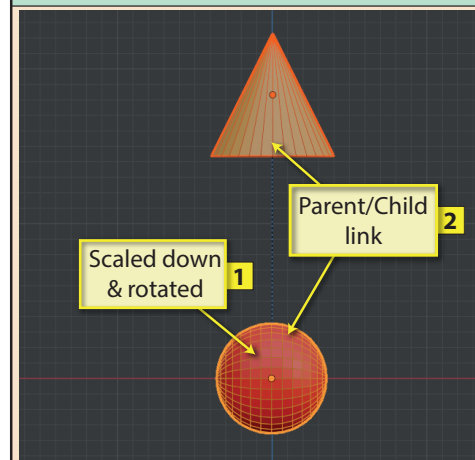 Parent/Child
link
2
Scaled down
& rotated
1